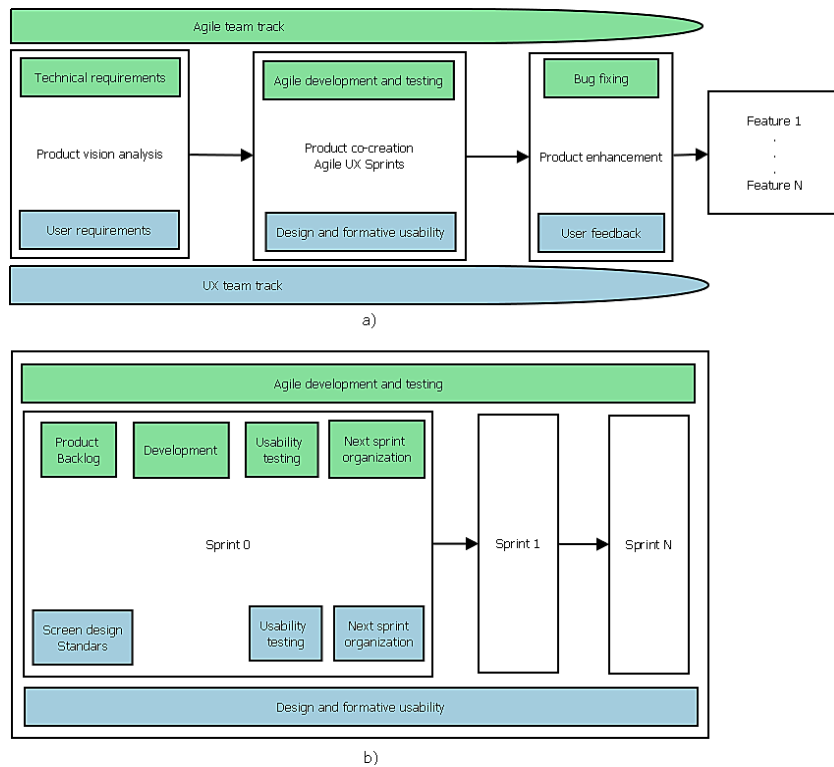 Agile team track
Technical requirements
Agile development and testing
Bug fixing
Product vision analysis
Product co-creation
Agile UX Sprints
Product enhancement
Feature 1
.
.
.
Feature N
User requirements
Design and formative usability
User feedback
UX team track
a)
Agile development and testing
Product
Backlog
Development
Usability
testing
Next sprint
organization
Sprint 0
Sprint 1
Sprint N
Screen design
Standars
Usability
testing
Next sprint
organization
Design and formative usability
b)